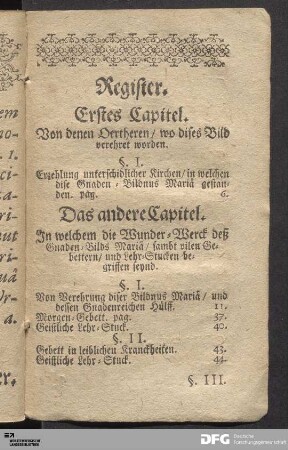 Register.
Erstes Capitel.
Von denen Oertheren / wo dises Bild
verehret worden.
§. I.
Erzehlung unterschidlicher Kirchen / in welchen
dise Gnaden-Bildnus Mariä gestan-
den. pag. 6.
Das andere Capitel.
In welchem die Wunder-Werck deß
Gnaden-Bilds Mariä / sambt vilen Ge-
bettern / und Lehr-Stucken be-
griffen seynd.
§. I.
Von Verehrung diser Bildnus Mariä / und
dessen Gnadenreichen Hülff. 11.
Morgen-Gebett. pag. 37.
Geistliche Lehr-Stuck. 40.
§. II.
Gebett in leiblichen Kranckheiten. 43.
Geistliche Lehr-Stuck. 44.
§. III.
DFG Deutsche
Forschungsgemeinschaft